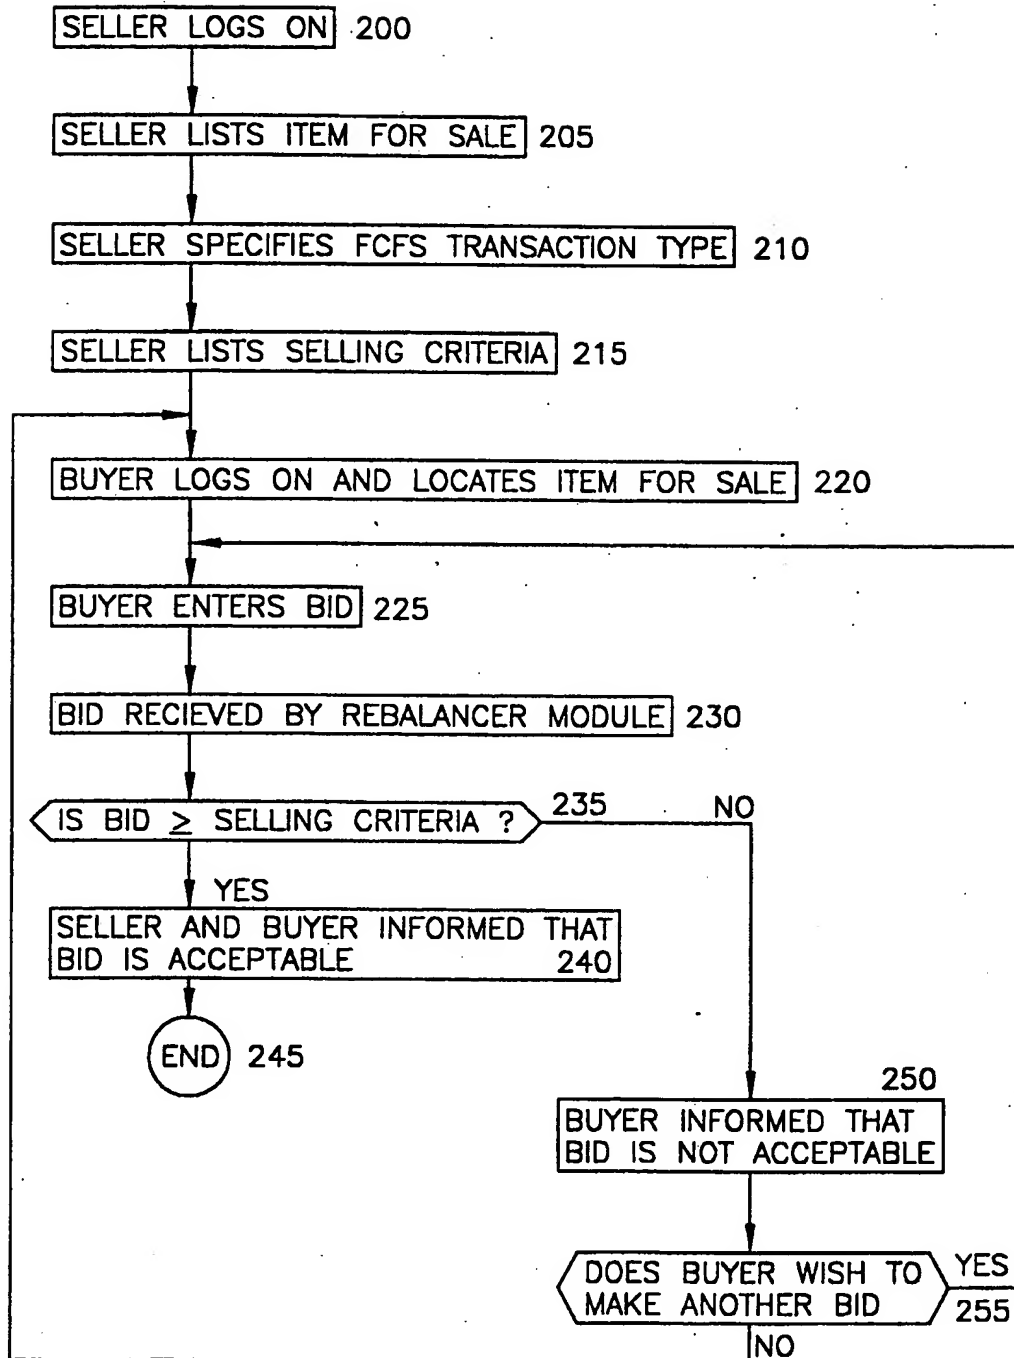 SELLER LOGS ON 200
SELLER LISTS ITEM FOR SALE 205
SELLER SPECIFIES FCFS TRANSACTION TYPE 210
SELLER LISTS SELLING CRITERIA 215
BUYER LOGS ON AND LOCATES ITEM FOR SALE 220
BUYER ENTERS BID 225
BID RECIEVED BY REBALANCER MODULE 230
IS BID ≥ SELLING CRITERIA ? 235 NO
YES
SELLER AND BUYER INFORMED THAT
BID IS ACCEPTABLE 240
END 245
250
BUYER INFORMED THAT
BID IS NOT ACCEPTABLE
DOES BUYER WISH TO YES
MAKE ANOTHER BID 255
NO